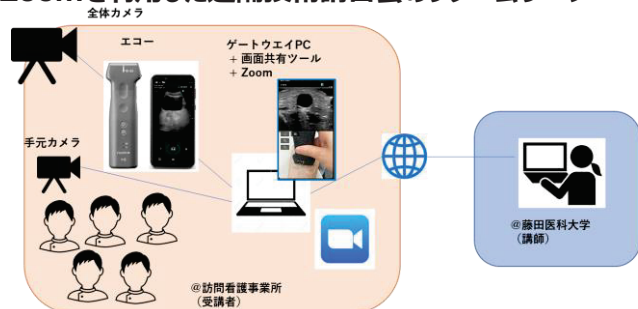 全体カメラ
エコー
ゲートウエイPC
+ 画面共有ツール
+ Zoom
手元カメラ
@訪問看護事業所
(受講者)
@藤田医科大学
(講師)